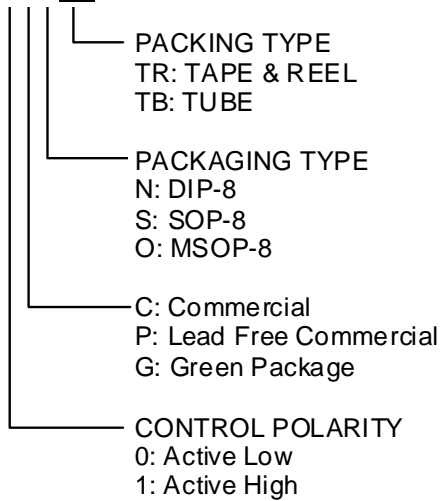 PACKING TYPE
TR: TAPE & REEL
TB: TUBE
PACKAGING TYPE
N: DIP-8
S: SOP-8
O: MSOP-8
C: Commercial
P: Lead Free Commercial
G: Green Package
CONTROL POLARITY
0: Active Low
1: Active High